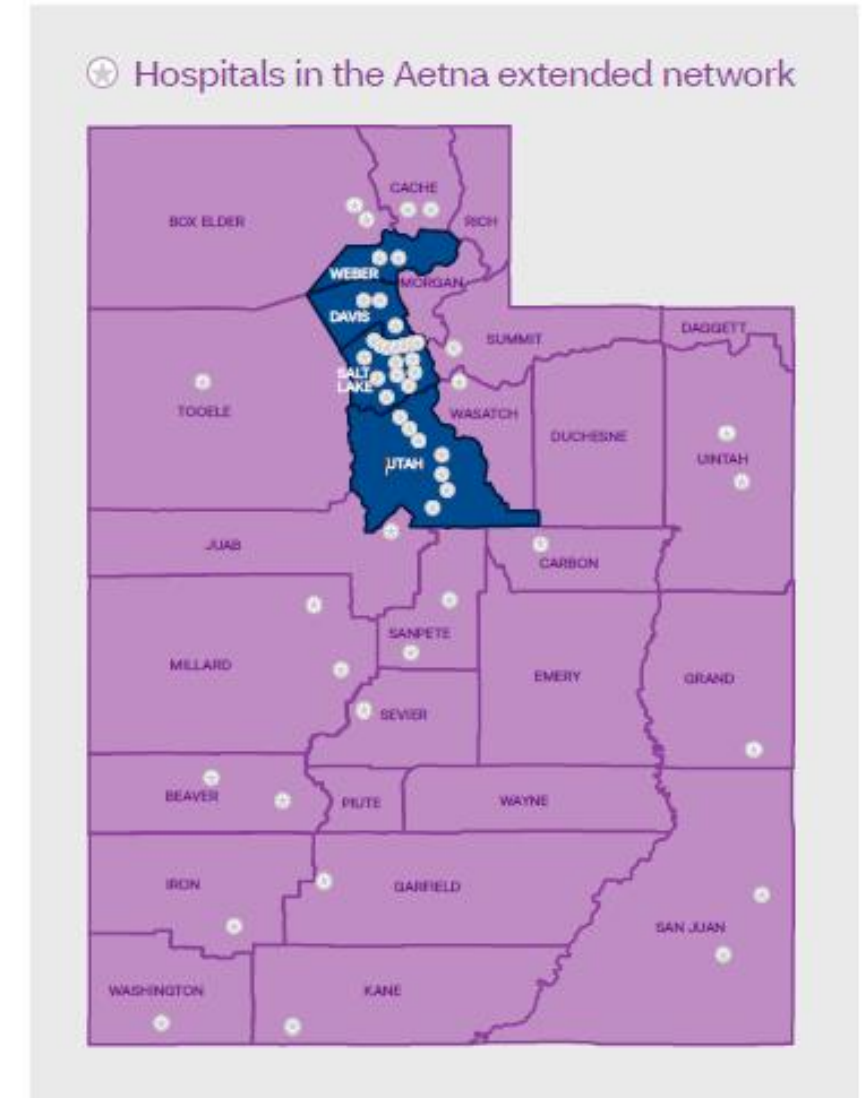 Hospitals in the Aetna extended network
CACHE
BOX ELDER
RICH
WEBER
MORGAN
DAVIS
DAGGETT
SUMMIT
SALT
LAKE
TOOELE
WASATCH
DUCHESNE
UINTAH
UTAH
JUAB
CARBON
SANPETE
MILLARD
EMERY
GRAND
SEVIER
BEAVER
PIUTE
WAYNE
IRON
GARFIELD
SAN JUAN
WASHINGTON
KANE